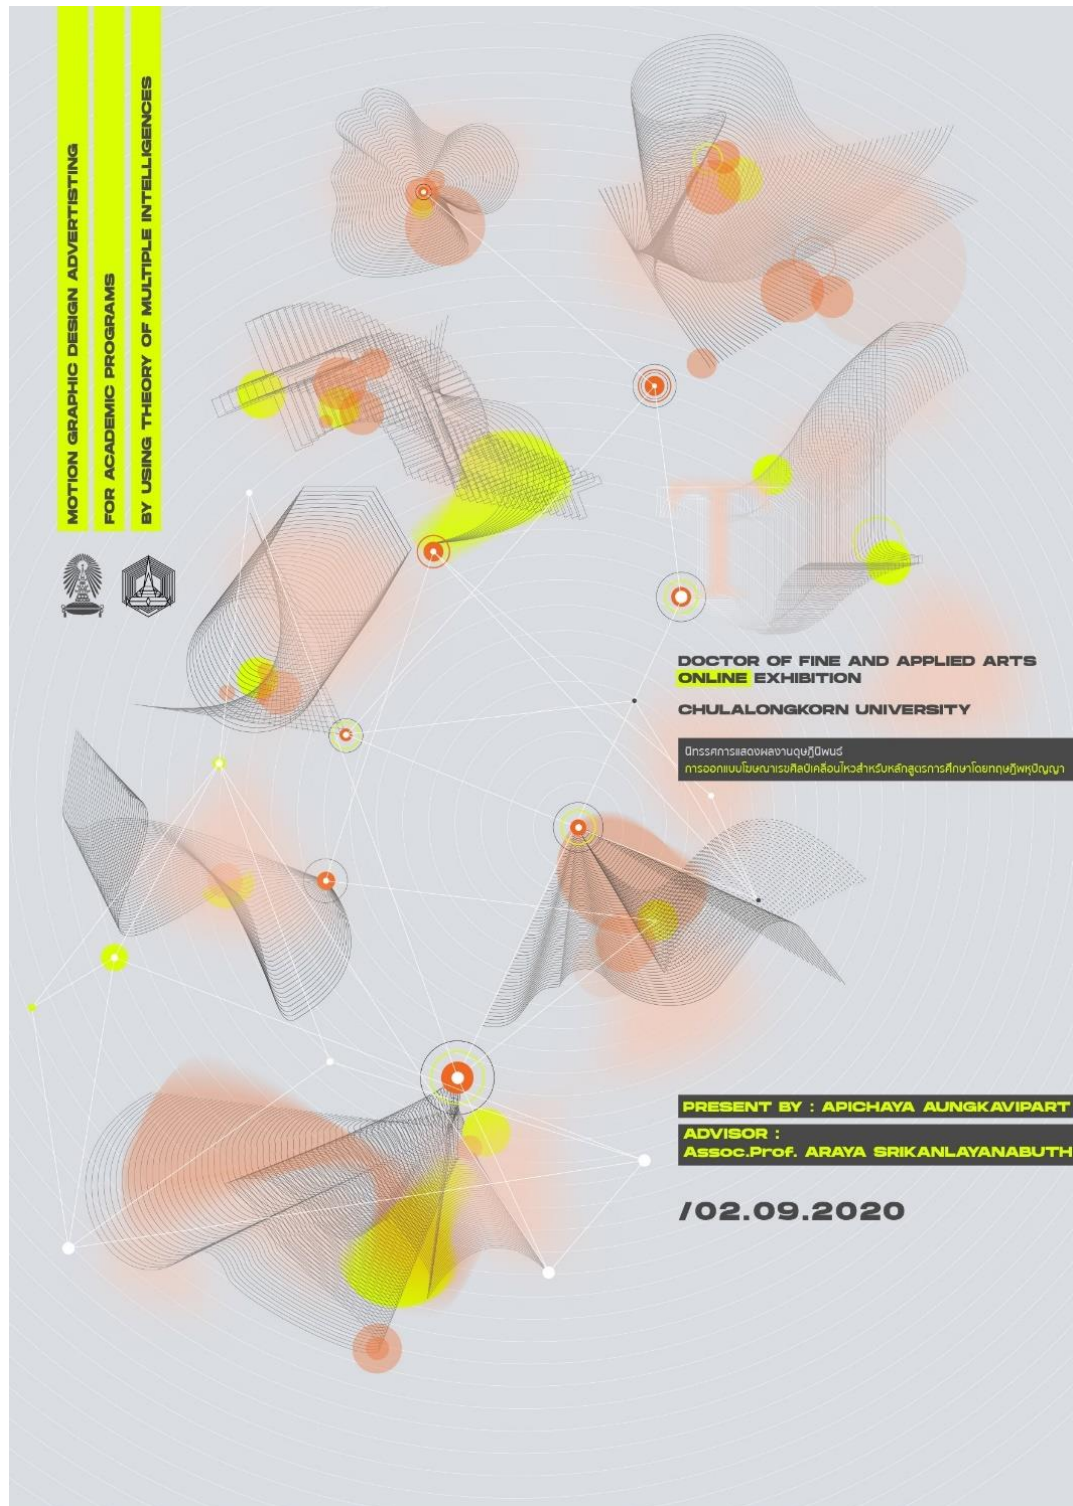 MOTION GRAPHIC DESIGN ADVERTISTING
FOR ACADEMIC PROGRAMS
BY USING THEORY OF MULTIPLE INTELLIGENCES
T
DOCTOR OF FINE AND APPLIED ARTS
ONLINE EXHIBITION
CHULALONGKORN UNIVERSITY
นิทรรศการแสดงผลงานดุษฎีนิพนธ์
การออกแบบโฆษณาเรขศิลป์เคลื่อนไหวสำหรับหลักสูตรการศึกษาโดยทฤษฎีพหุปัญญา
PRESENT BY : APICHAYA AUNGKAVIPART
ADVISOR :
Assoc.Prof. ARAYA SRIKANLAYANABUTH
/02.09.2020